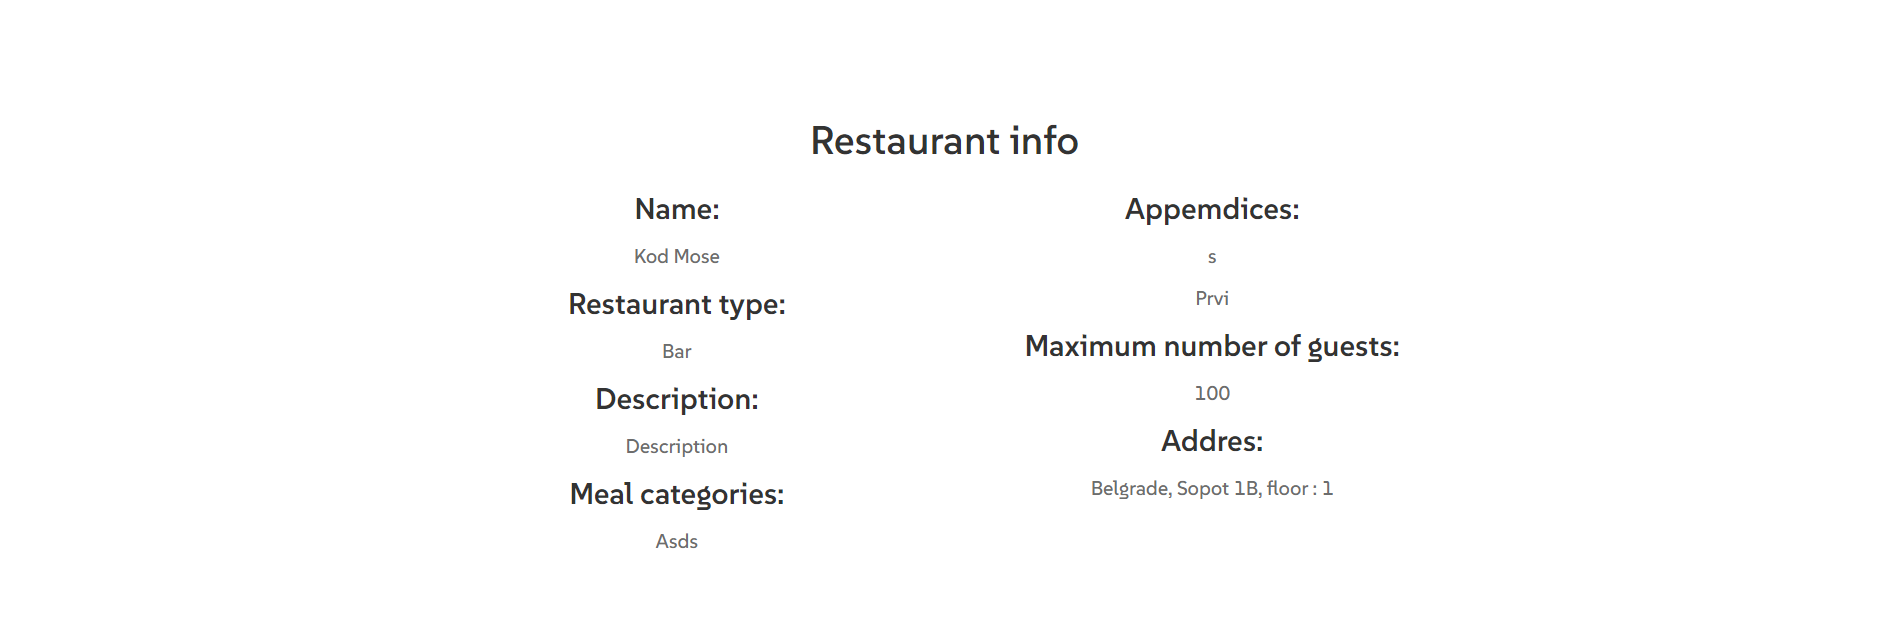 Restaurant info
Name:
Kod Mose
Restaurant type:
Bar
Description:
Description
Meal categories:
Asds
Appemdices:
s
Prvi
Maximum number of guests:
100
Addres:
Belgrade, Sopot 1B, floor : 1